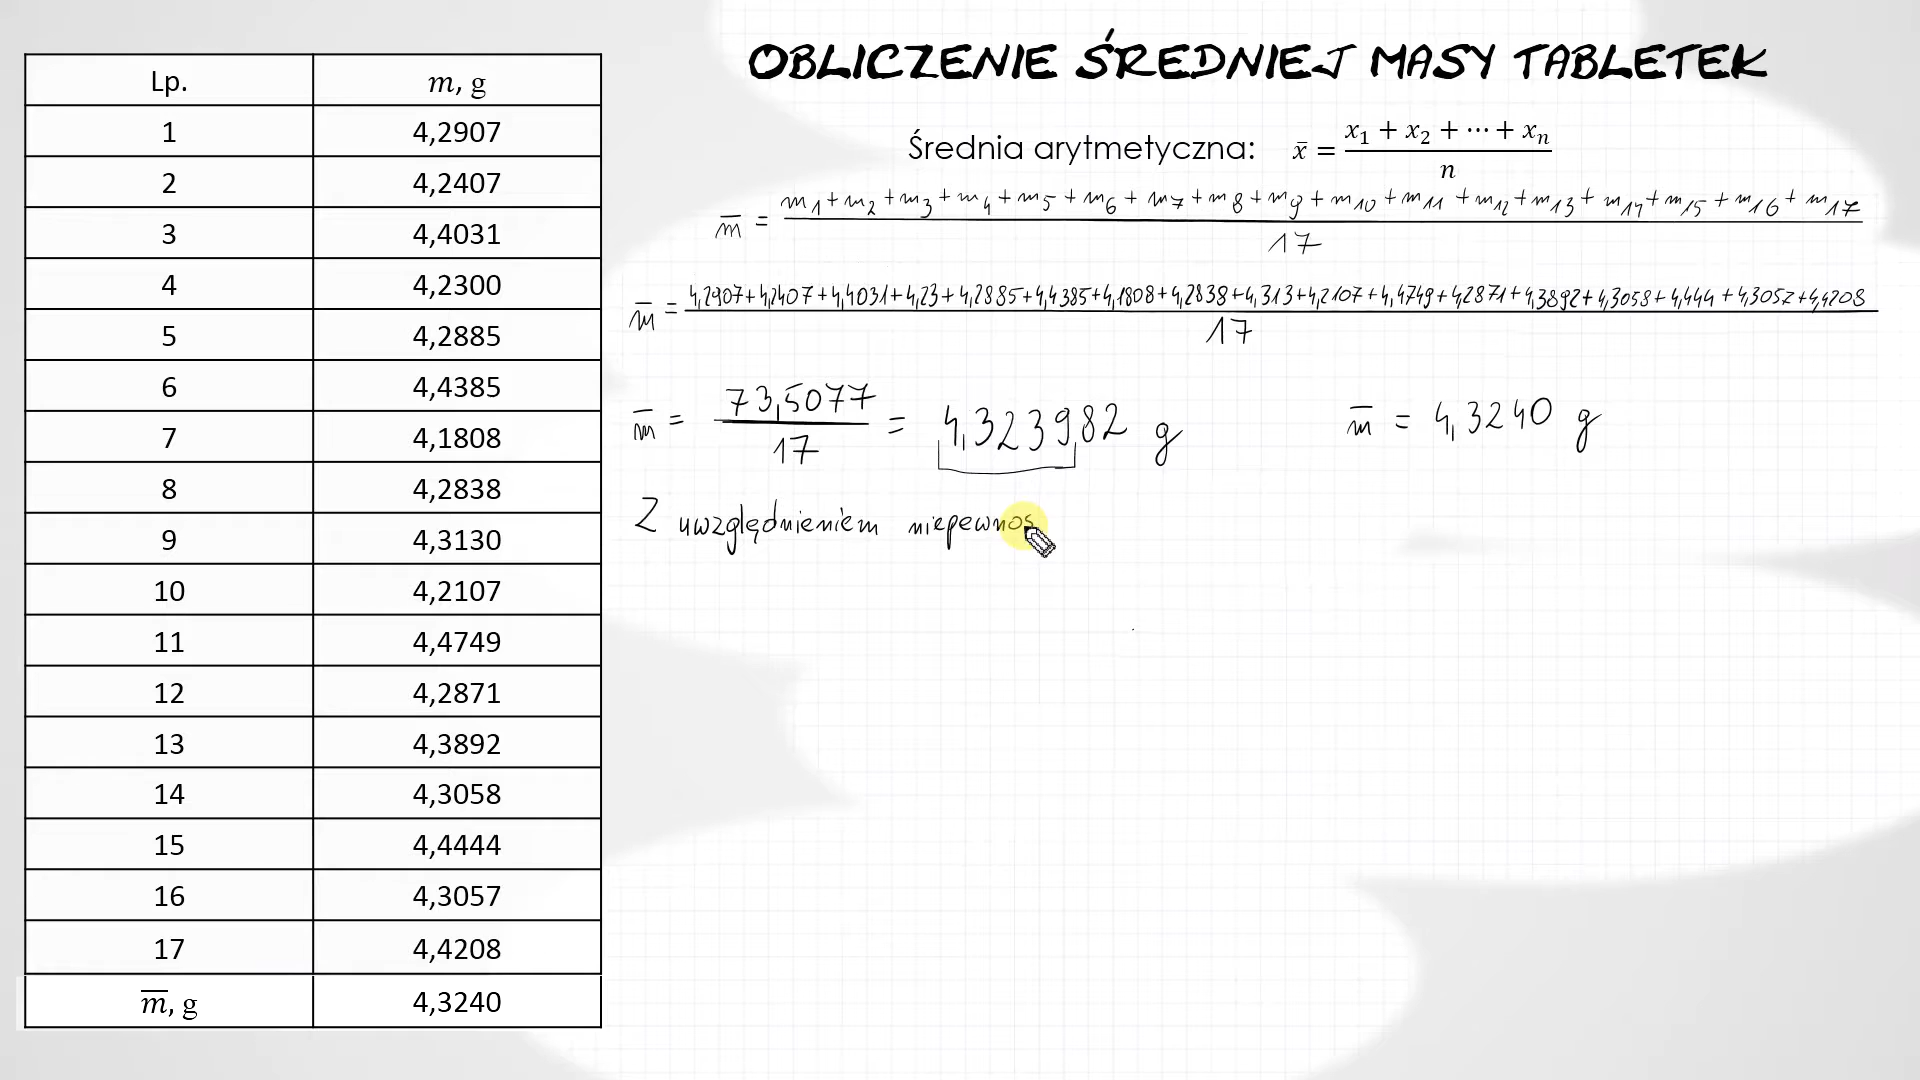 Lp. m, g
1 4,2907
2 4,2407
3 4,4031
4 4,2300
5 4,2885
6 4,4385
7 4,1808
8 4,2838
9 4,3130
10 4,2107
11 4,4749
12 4,2871
13 4,3892
14 4,3058
15 4,4444
16 4,3057
17 4,4208
m̅, g 4,3240
OBLICZENIE ŚREDNIEJ MASY TABLETEK
Średnia arytmetyczna: x̄ = (x₁ + x₂ + ⋯ + xₙ) / n
m̅ = (m₁ + m₂ + m₃ + m₄ + m₅ + m₆ + m₇ + m₈ + m₉ + m₁₀ + m₁₁ + m₁₂ + m₁₃ + m₁₄ + m₁₅ + m₁₆ + m₁₇) / 17
m̅ = (4,2907+4,2407+4,4031+4,23+4,2885+4,4385+4,1808+4,2838+4,313+4,2107+4,4749+4,2871+4,3892+4,3058+4,444+4,3057+4,4208) / 17
m̅ = 73,5077 / 17 = 4,323982 g m̅ = 4,3240 g
Z uwzględnieniem niepewnos